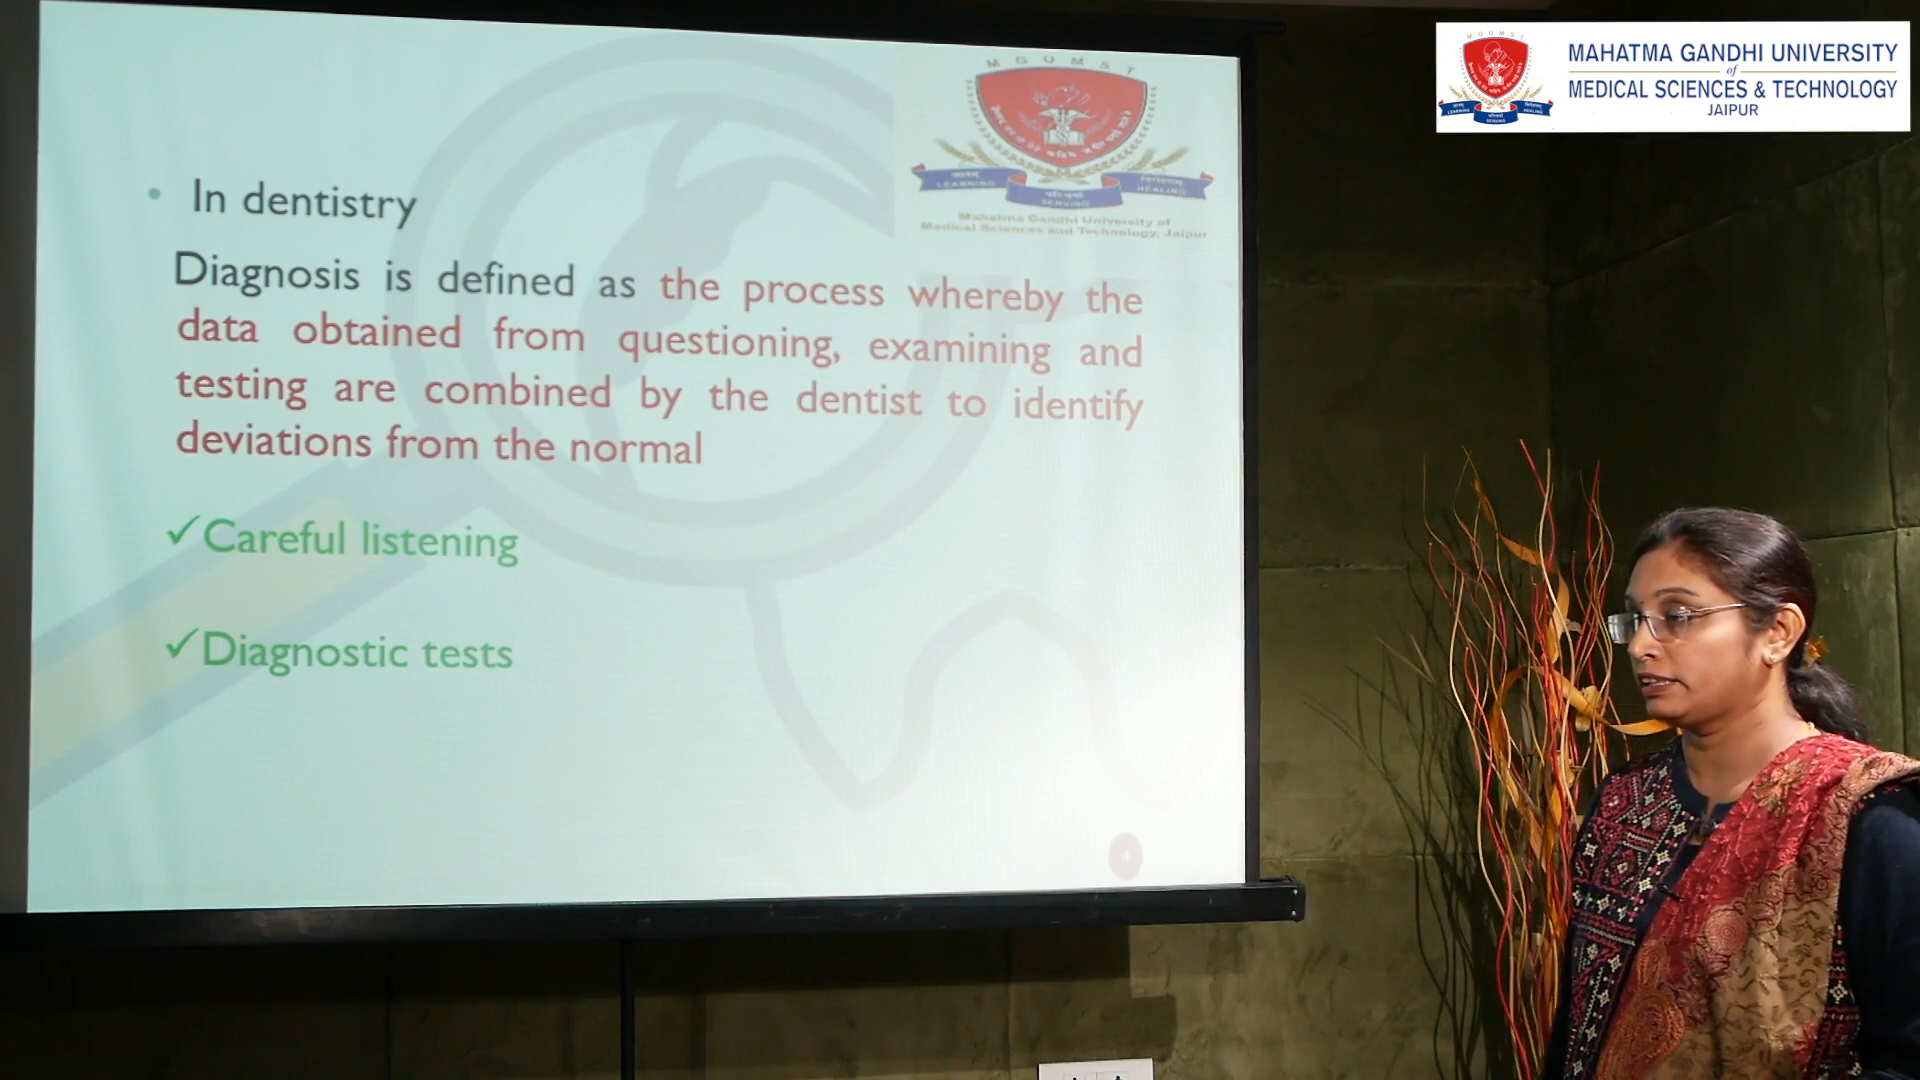 MAHATMA GANDHI UNIVERSITY
of
MEDICAL SCIENCES & TECHNOLOGY
JAIPUR
M G U M S T
LEARNING
SERVING
HEALING
Mahatma Gandhi University of
Medical Sciences and Technology, Jaipur
• In dentistry
Diagnosis is defined as the process whereby the
data obtained from questioning, examining and
testing are combined by the dentist to identify
deviations from the normal
✓Careful listening
✓Diagnostic tests
4